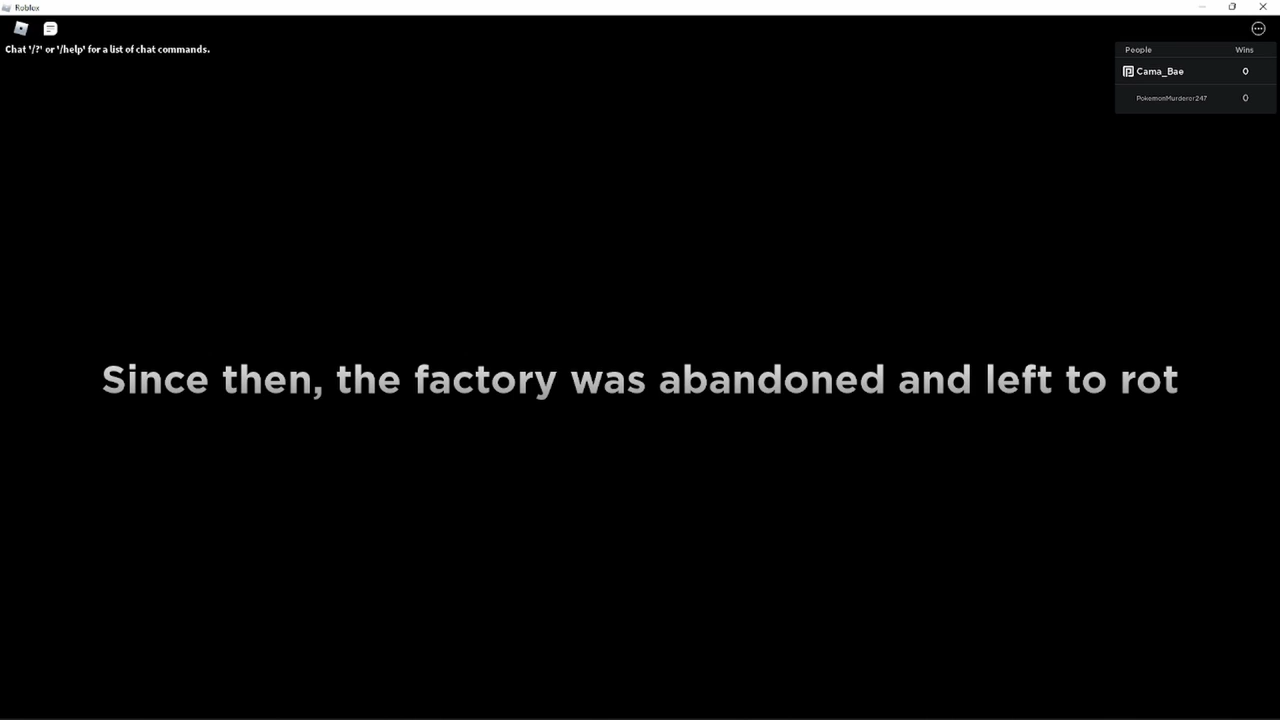 Roblox
Chat '/?' or '/help' for a list of chat commands.
People Wins
Cama_Bae 0
PokemonMurderer247 0
Since then, the factory was abandoned and left to rot